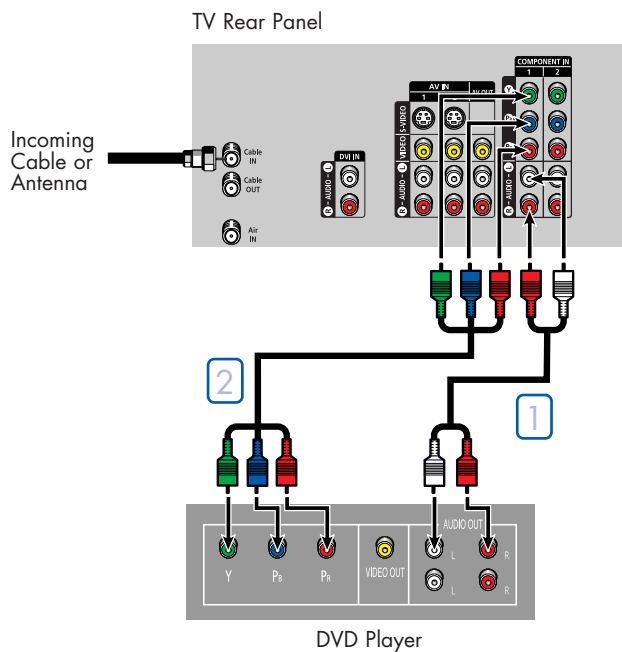 TV Rear Panel
COMPONENT IN
1 2
AV IN
1
AV OUT
Y
S-VIDEO
VIDEO
Incoming
Cable or
Antenna
Cable
IN
DVI IN
Cable
OUT
R - AUDIO - L
R - AUDIO - L
R - AUDIO - L
Air
IN
2
1
AUDIO OUT
L R
Y PB PR VIDEO OUT
L R
DVD Player